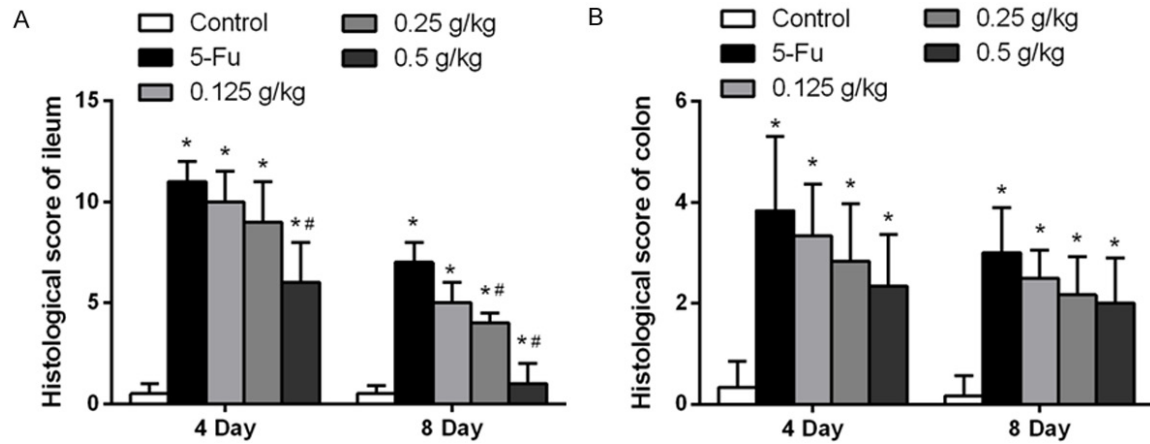 A
Control
5-Fu
0.125 g/kg
0.25 g/kg
0.5 g/kg
Histological score of ileum
15
10
5
0
* * * *#
* * *# *#
4 Day 8 Day
B
Control
5-Fu
0.125 g/kg
0.25 g/kg
0.5 g/kg
Histological score of colon
6
4
2
0
* * * *
* * * *
4 Day 8 Day